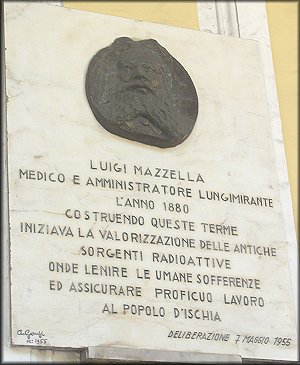 LUIGI MAZZELLA
MEDICO E AMMINISTRATORE LUNGIMIRANTE
L'ANNO 1880
COSTRUENDO QUESTE TERME
INIZIAVA LA VALORIZZAZIONE DELLE ANTICHE
SORGENTI RADIOATTIVE
ONDE LENIRE LE UMANE SOFFERENZE
ED ASSICURARE PROFICUO LAVORO
AL POPOLO D'ISCHIA
DELIBERAZIONE 7 MAGGIO 1955